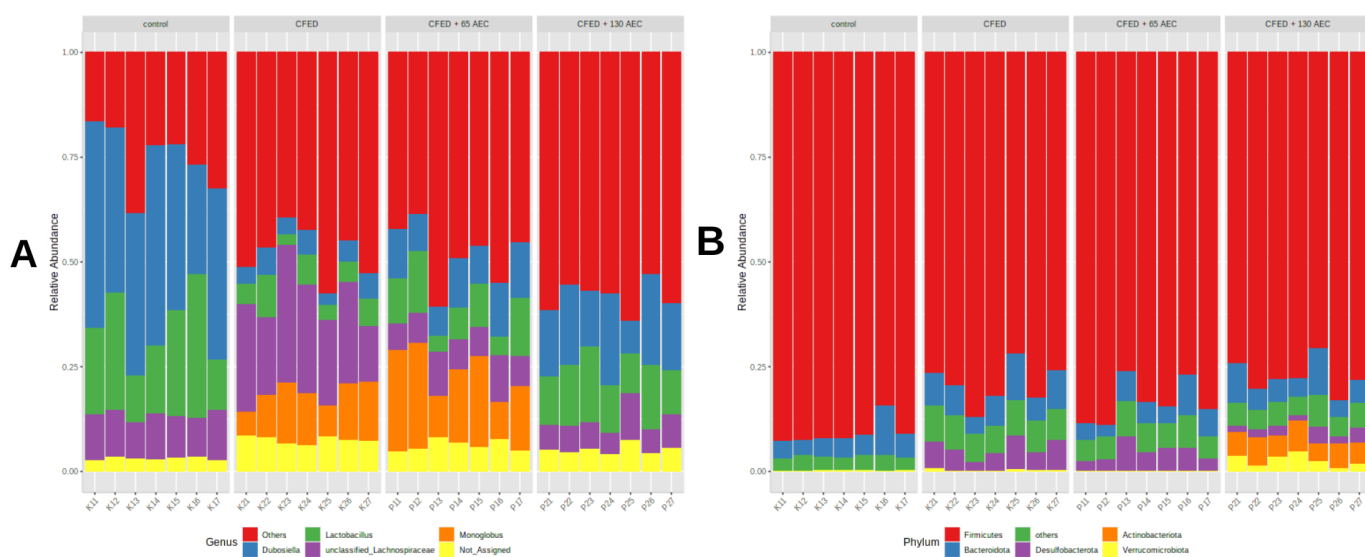 A
control CFED CFED + 65 AEC CFED + 130 AEC
1.00
0.75
0.50
0.25
0.00
Relative Abundance
K11 K12 K13 K14 K15 K16 K17 K21 K22 K23 K24 K25 K26 K27 P11 P12 P13 P14 P15 P16 P17 P21 P22 P23 P24 P25 P26 P27
Genus
Others Lactobacillus Monoglobus
Dubosiella unclassified_Lachnospiraceae Not_Assigned
B
control CFED CFED + 65 AEC CFED + 130 AEC
1.00
0.75
0.50
0.25
0.00
Relative Abundance
K11 K12 K13 K14 K15 K16 K17 K21 K22 K23 K24 K25 K26 K27 P11 P12 P13 P14 P15 P16 P17 P21 P22 P23 P24 P25 P26 P27
Phylum
Firmicutes others Actinobacteriota
Bacteroidota Desulfobacterota Verrucomicrobiota